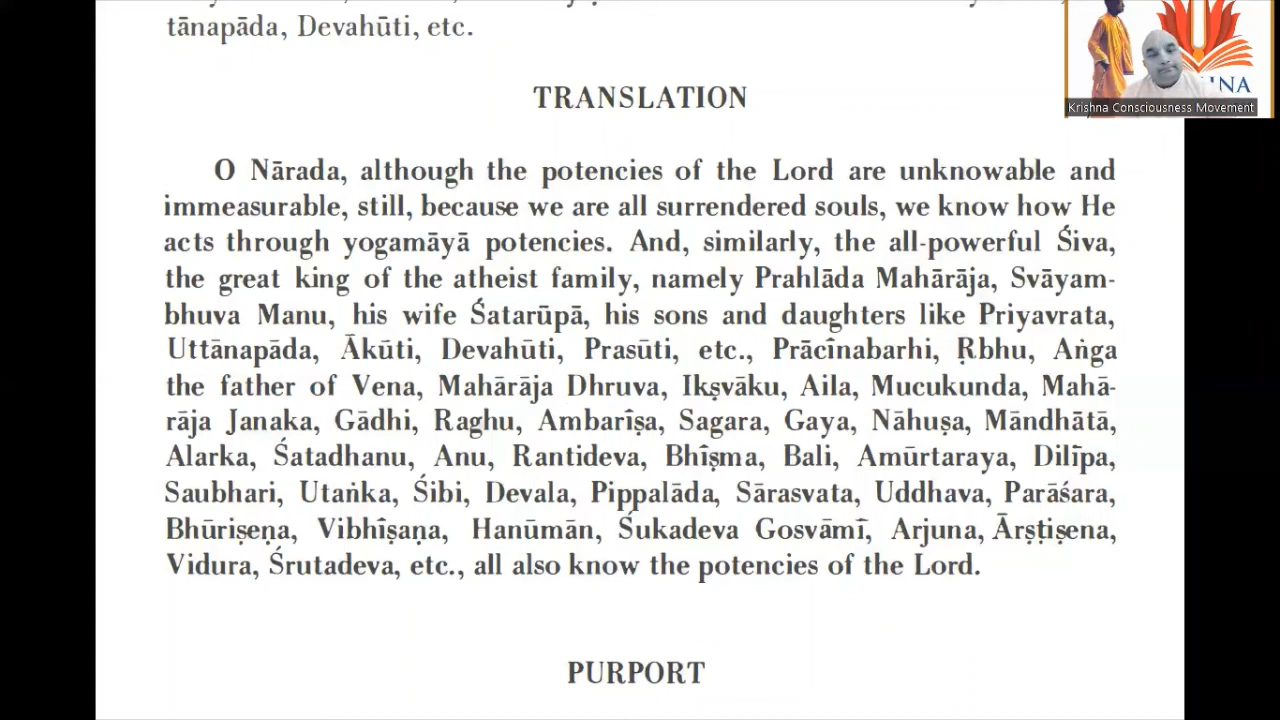 tānapāda, Devahūti, etc.
TRANSLATION
O Nārada, although the potencies of the Lord are unknowable and
immeasurable, still, because we are all surrendered souls, we know how He
acts through yogamāyā potencies. And, similarly, the all-powerful Śiva,
the great king of the atheist family, namely Prahlāda Mahārāja, Svāyam-
bhuva Manu, his wife Śatarūpā, his sons and daughters like Priyavrata,
Uttānapāda, Ākūti, Devahūti, Prasūti, etc., Prācīnabarhi, Ṛbhu, Aṅga
the father of Vena, Mahārāja Dhruva, Ikṣvāku, Aila, Mucukunda, Mahā-
rāja Janaka, Gādhi, Raghu, Ambarīṣa, Sagara, Gaya, Nāhuṣa, Māndhātā,
Alarka, Śatadhanu, Anu, Rantideva, Bhīṣma, Bali, Amūrtaraya, Dilīpa,
Saubhari, Utaṅka, Śibi, Devala, Pippalāda, Sārasvata, Uddhava, Parāśara,
Bhūriṣeṇa, Vibhīṣaṇa, Hanūmān, Śukadeva Gosvāmī, Arjuna, Ārṣṭiṣena,
Vidura, Śrutadeva, etc., all also know the potencies of the Lord.
PURPORT
NA
Krishna Consciousness Movement